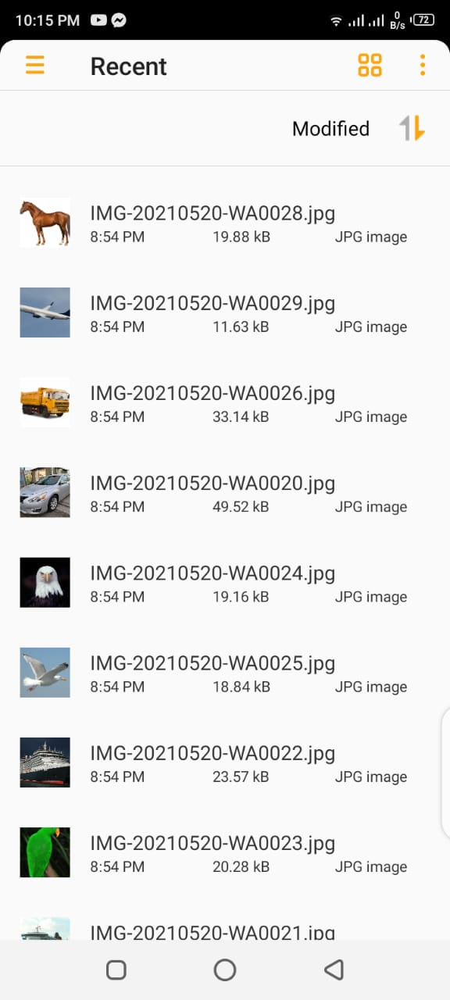 10:15 PM 0 B/s 72
Recent
Modified
IMG-20210520-WA0028.jpg
8:54 PM 19.88 kB JPG image
IMG-20210520-WA0029.jpg
8:54 PM 11.63 kB JPG image
IMG-20210520-WA0026.jpg
8:54 PM 33.14 kB JPG image
IMG-20210520-WA0020.jpg
8:54 PM 49.52 kB JPG image
IMG-20210520-WA0024.jpg
8:54 PM 19.16 kB JPG image
IMG-20210520-WA0025.jpg
8:54 PM 18.84 kB JPG image
IMG-20210520-WA0022.jpg
8:54 PM 23.57 kB JPG image
IMG-20210520-WA0023.jpg
8:54 PM 20.28 kB JPG image
IMG-20210520-WA0021.jpg